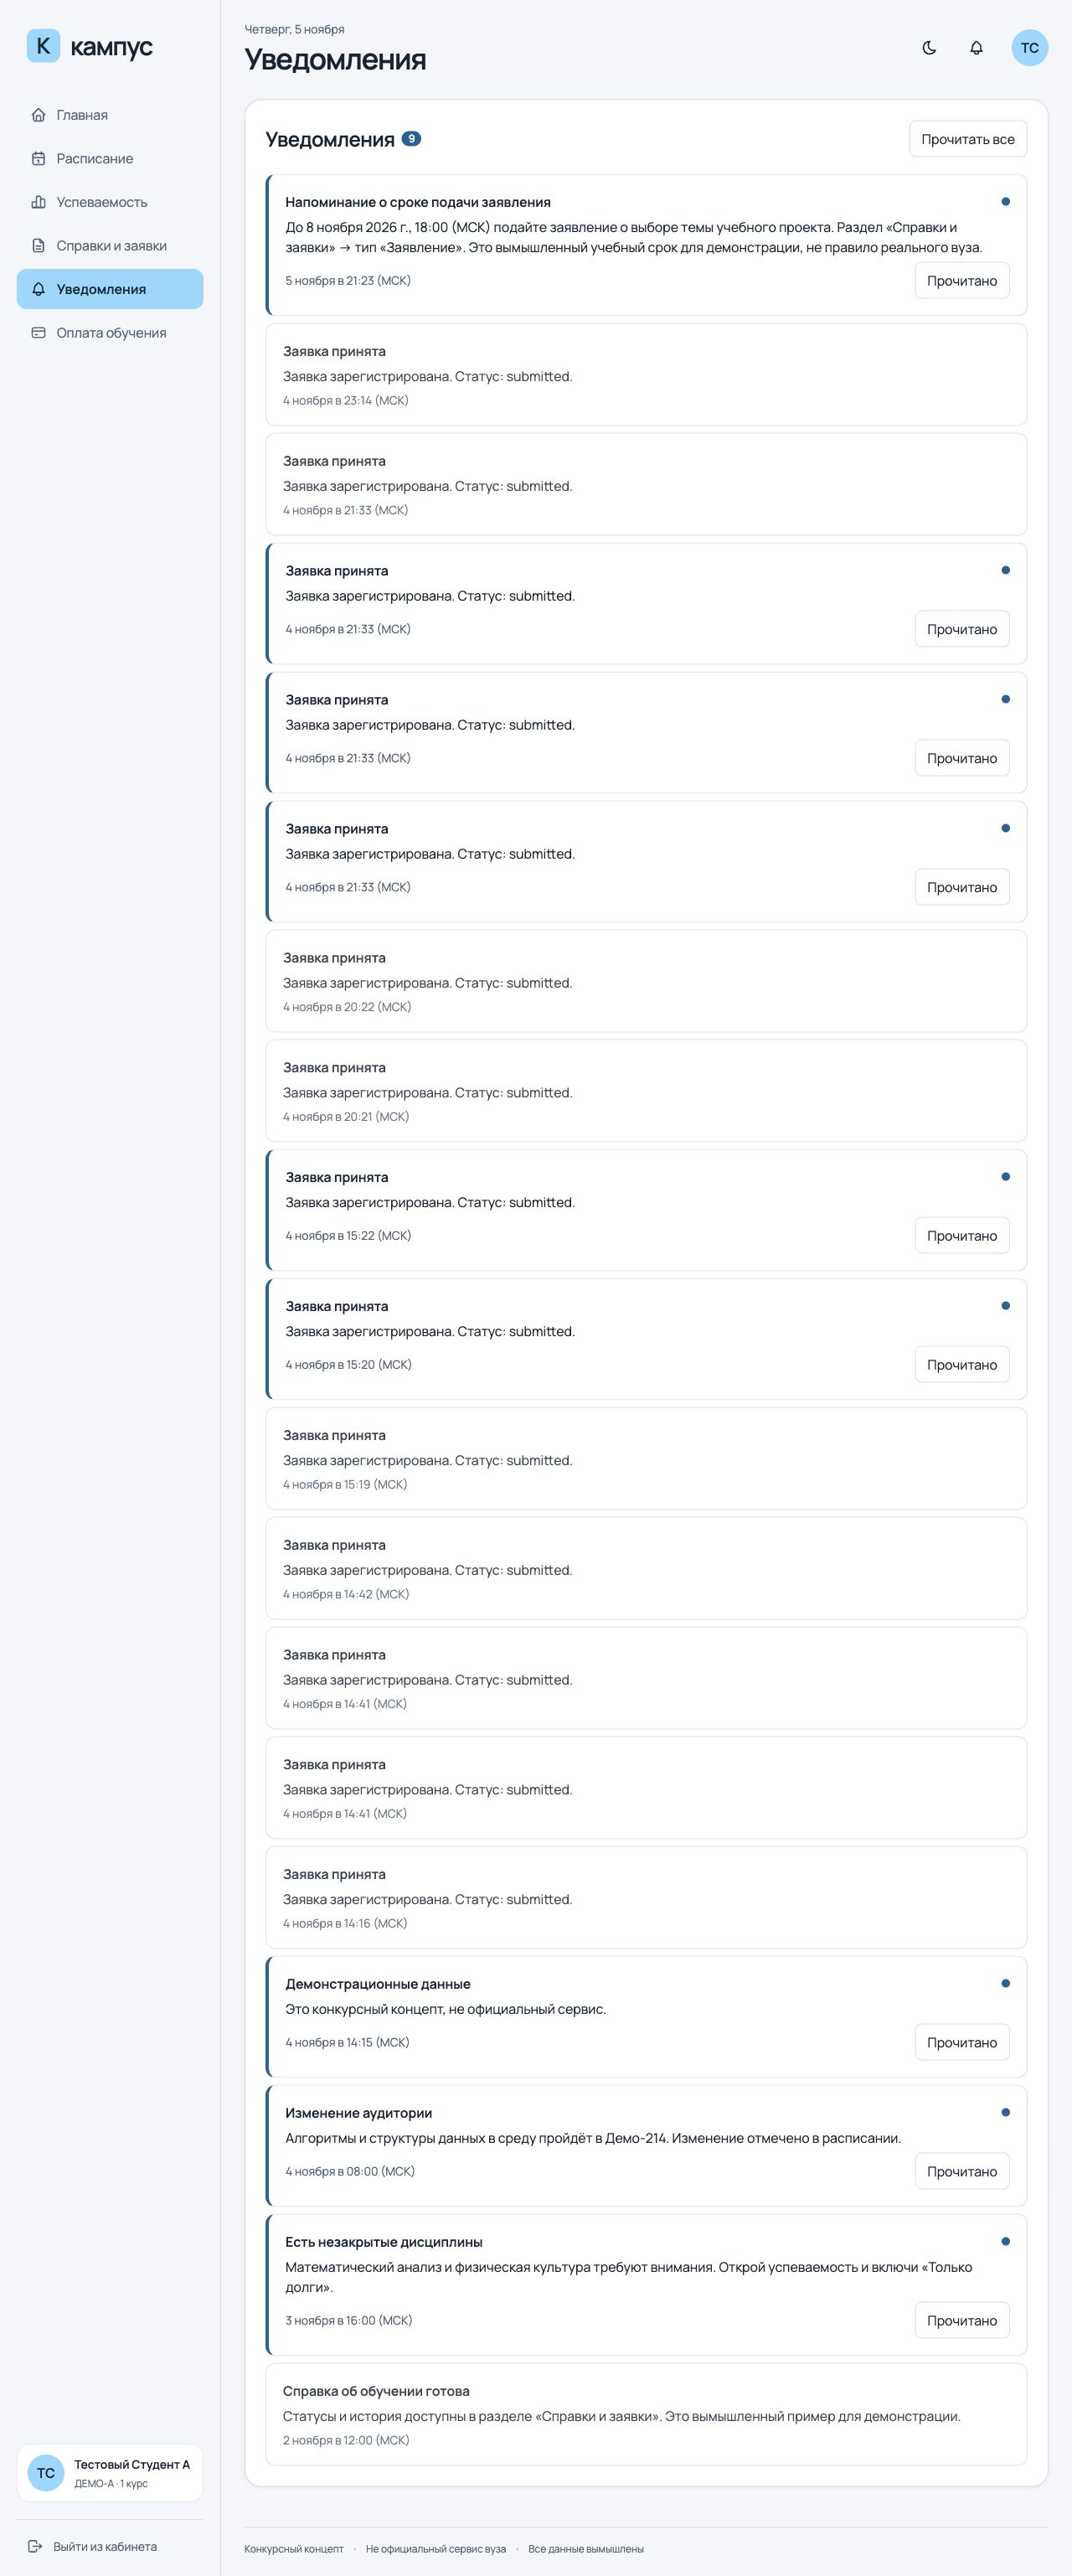 К кампус
Главная
Расписание
Успеваемость
Справки и заявки
Уведомления
Оплата обучения
ТС
Тестовый Студент А
ДЕМО-А · 1 курс
Выйти из кабинета
Четверг, 5 ноября
Уведомления
ТС
Уведомления 9
Прочитать все
Напоминание о сроке подачи заявления
До 8 ноября 2026 г., 18:00 (МСК) подайте заявление о выборе темы учебного проекта. Раздел «Справки и
заявки» → тип «Заявление». Это вымышленный учебный срок для демонстрации, не правило реального вуза.
5 ноября в 21:23 (МСК)
Прочитано
Заявка принята
Заявка зарегистрирована. Статус: submitted.
4 ноября в 23:14 (МСК)
Заявка принята
Заявка зарегистрирована. Статус: submitted.
4 ноября в 21:33 (МСК)
Заявка принята
Заявка зарегистрирована. Статус: submitted.
4 ноября в 21:33 (МСК)
Прочитано
Заявка принята
Заявка зарегистрирована. Статус: submitted.
4 ноября в 21:33 (МСК)
Прочитано
Заявка принята
Заявка зарегистрирована. Статус: submitted.
4 ноября в 21:33 (МСК)
Прочитано
Заявка принята
Заявка зарегистрирована. Статус: submitted.
4 ноября в 20:22 (МСК)
Заявка принята
Заявка зарегистрирована. Статус: submitted.
4 ноября в 20:21 (МСК)
Заявка принята
Заявка зарегистрирована. Статус: submitted.
4 ноября в 15:22 (МСК)
Прочитано
Заявка принята
Заявка зарегистрирована. Статус: submitted.
4 ноября в 15:20 (МСК)
Прочитано
Заявка принята
Заявка зарегистрирована. Статус: submitted.
4 ноября в 15:19 (МСК)
Заявка принята
Заявка зарегистрирована. Статус: submitted.
4 ноября в 14:42 (МСК)
Заявка принята
Заявка зарегистрирована. Статус: submitted.
4 ноября в 14:41 (МСК)
Заявка принята
Заявка зарегистрирована. Статус: submitted.
4 ноября в 14:41 (МСК)
Заявка принята
Заявка зарегистрирована. Статус: submitted.
4 ноября в 14:16 (МСК)
Демонстрационные данные
Это конкурсный концепт, не официальный сервис.
4 ноября в 14:15 (МСК)
Прочитано
Изменение аудитории
Алгоритмы и структуры данных в среду пройдёт в Демо-214. Изменение отмечено в расписании.
4 ноября в 08:00 (МСК)
Прочитано
Есть незакрытые дисциплины
Математический анализ и физическая культура требуют внимания. Открой успеваемость и включи «Только
долги».
3 ноября в 16:00 (МСК)
Прочитано
Справка об обучении готова
Статусы и история доступны в разделе «Справки и заявки». Это вымышленный пример для демонстрации.
2 ноября в 12:00 (МСК)
Конкурсный концепт · Не официальный сервис вуза · Все данные вымышлены